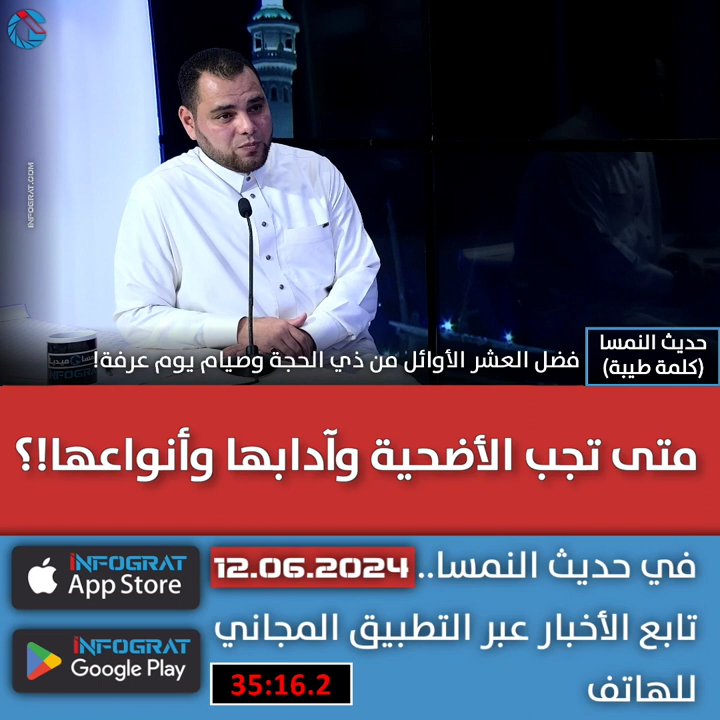 INFOGRAT.COM
حديث النمسا
(كلمة طيبة)
فضل العشر الأوائل من ذي الحجة وصيام يوم عرفة!
متى تجب الأضحية وآدابها وأنواعها!؟
في حديث النمسا.. 12.06.2024
تابع الأخبار عبر التطبيق المجاني
للهاتف
INFOGRAT
App Store
INFOGRAT
Google Play
35:16.2